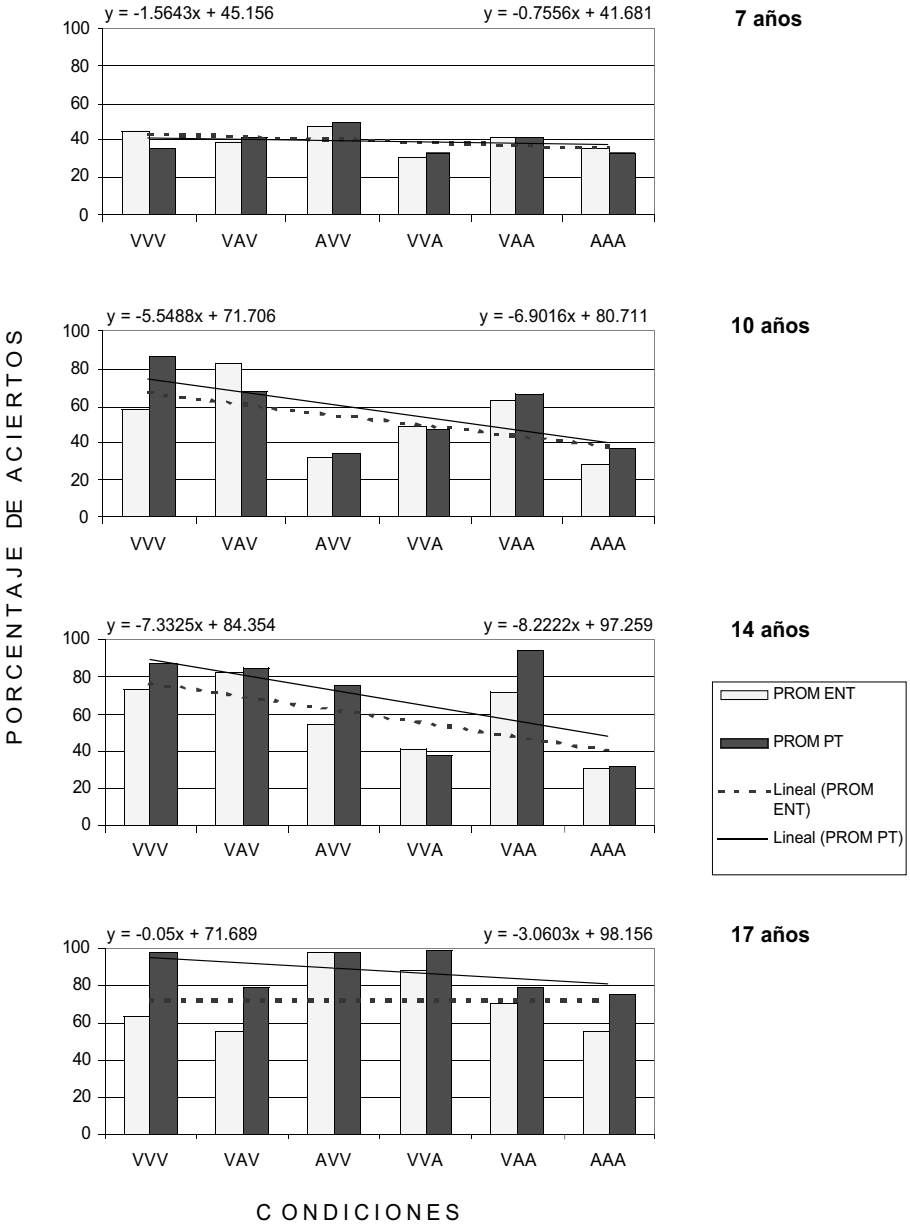 y = -1.5643x + 45.156 y = -0.7556x + 41.681
7 años
100
80
60
40
20
0
VVV VAV AVV VVA VAA AAA
y = -5.5488x + 71.706 y = -6.9016x + 80.711
10 años
100
80
60
40
20
0
VVV VAV AVV VVA VAA AAA
PORCENTAJE DE ACIERTOS
y = -7.3325x + 84.354 y = -8.2222x + 97.259
14 años
100
80
60
40
20
0
VVV VAV AVV VVA VAA AAA
PROM ENT
PROM PT
Lineal (PROM
ENT)
Lineal (PROM PT)
y = -0.05x + 71.689 y = -3.0603x + 98.156
17 años
100
80
60
40
20
0
VVV VAV AVV VVA VAA AAA
CONDICIONES